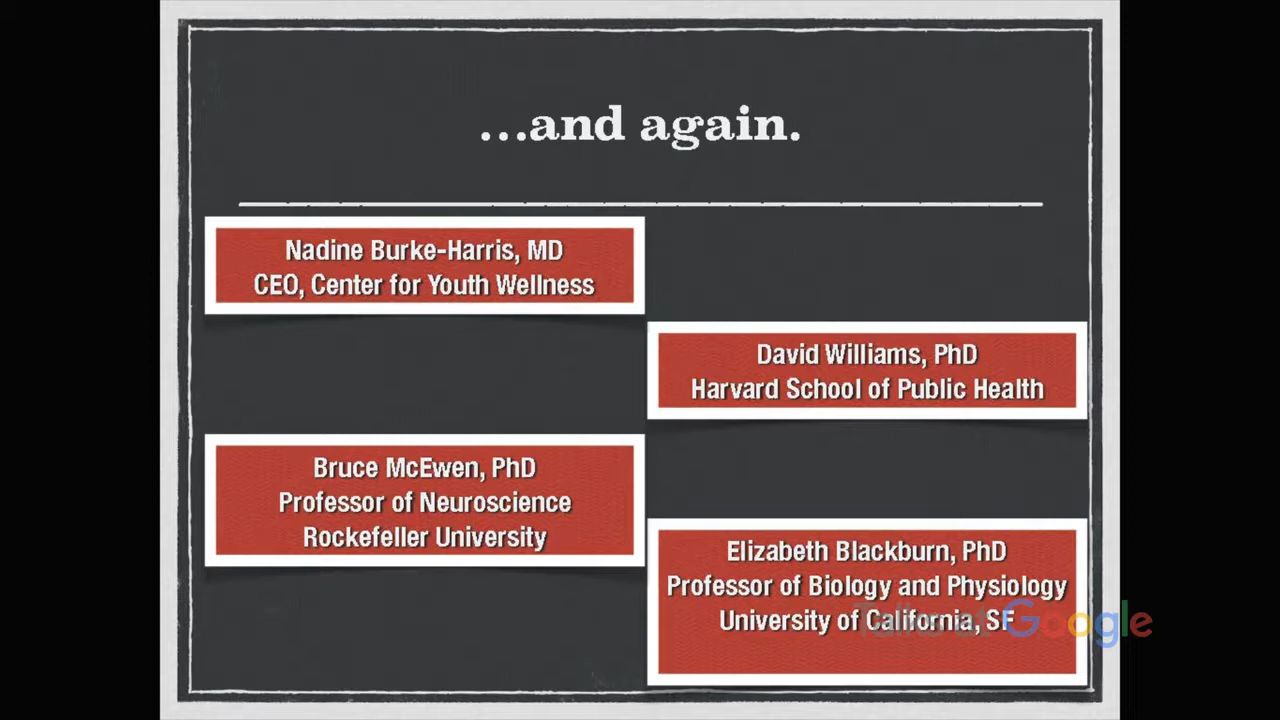 ...and again.
Nadine Burke-Harris, MD
CEO, Center for Youth Wellness
David Williams, PhD
Harvard School of Public Health
Bruce McEwen, PhD
Professor of Neuroscience
Rockefeller University
Elizabeth Blackburn, PhD
Professor of Biology and Physiology
University of California, SF
Talks at Google